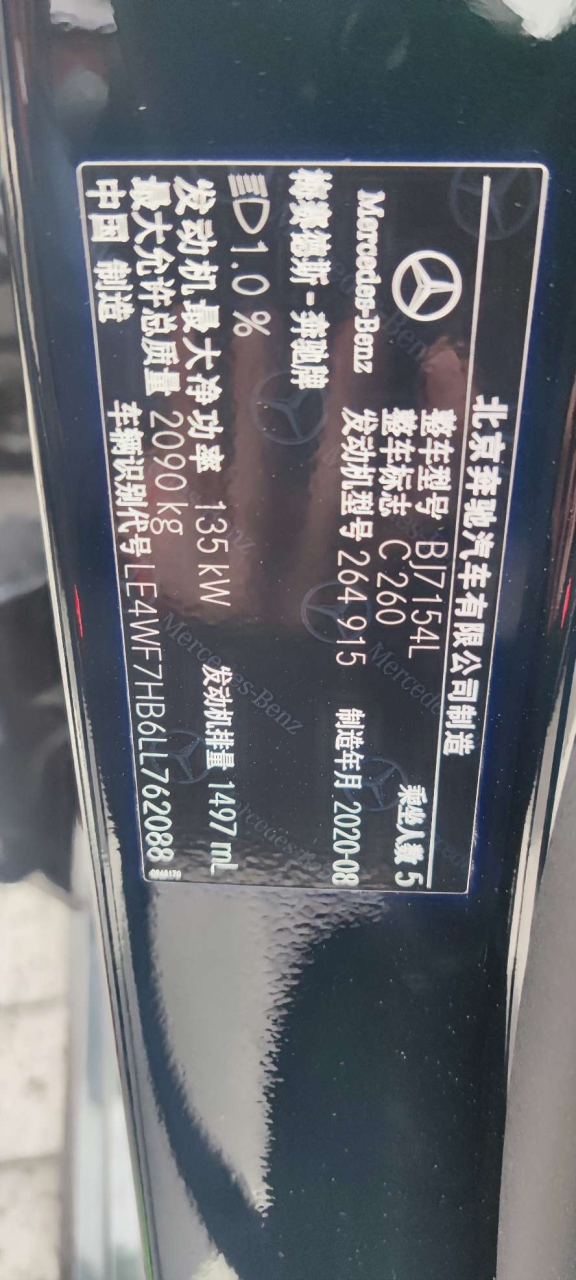 北京奔驰汽车有限公司制造
Mercedes-Benz
整车型号 BJ7154L
乘坐人数 5
整车标志 C 260
梅赛德斯-奔驰牌
发动机型号 264 915
制造年月 2020-08
1.0 %
发动机最大净功率 135 kW
发动机排量 1497 mL
最大允许总质量 2090 kg
中国 制造
车辆识别代号 LE4WF7HB6LL762088